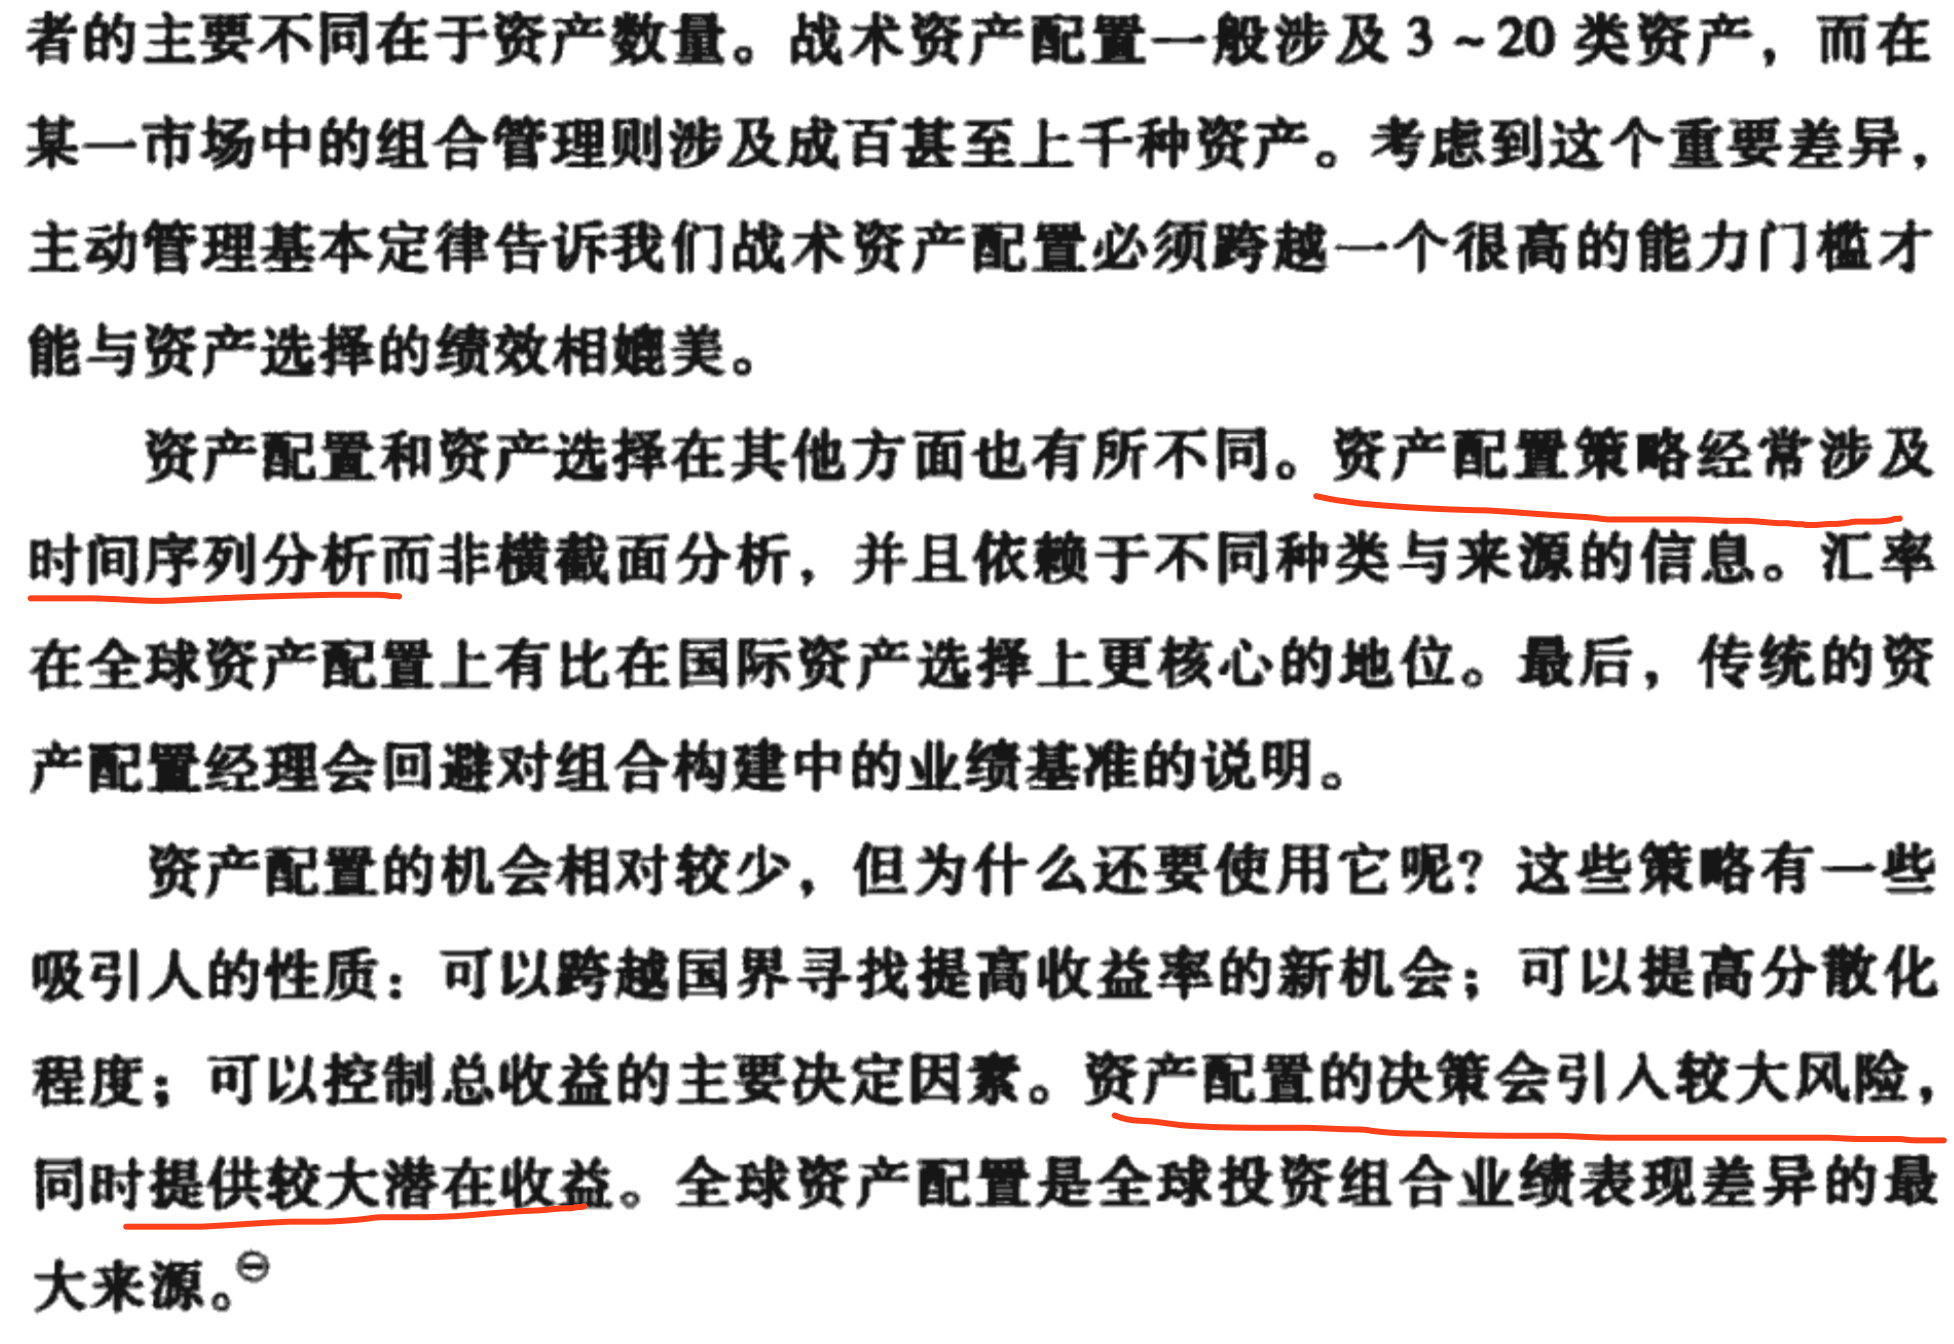 者的主要不同在于资产数量。战术资产配置一般涉及 3 ~ 20 类资产，而在
某一市场中的组合管理则涉及成百甚至上千种资产。考虑到这个重要差异，
主动管理基本定律告诉我们战术资产配置必须跨越一个很高的能力门槛才
能与资产选择的绩效相媲美。
资产配置和资产选择在其他方面也有所不同。资产配置策略经常涉及
时间序列分析而非横截面分析，并且依赖于不同种类与来源的信息。汇率
在全球资产配置上有比在国际资产选择上更核心的地位。最后，传统的资
产配置经理会回避对组合构建中的业绩基准的说明。
资产配置的机会相对较少，但为什么还要使用它呢？这些策略有一些
吸引人的性质：可以跨越国界寻找提高收益率的新机会；可以提高分散化
程度；可以控制总收益的主要决定因素。资产配置的决策会引入较大风险，
同时提供较大潜在收益。全球资产配置是全球投资组合业绩表现差异的最
大来源。㊀